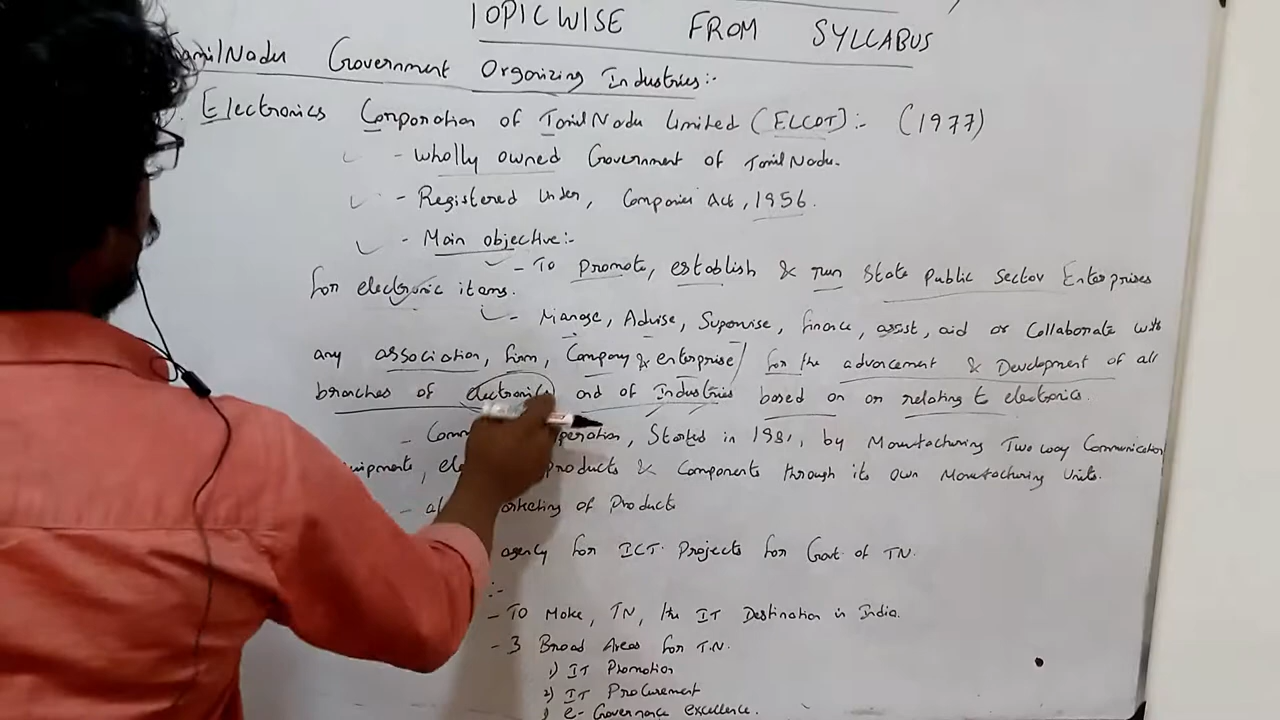 TOPICWISE FROM SYLLABUS
TamilNadu Government Organizing Industries:-
Electronics Corporation of TamilNadu Limited (ELCOT):- (1977)
- Wholly owned Government of TamilNadu.
- Registered Under, Companies Act, 1956.
- Main objective:-
- To Promote, establish & run State Public Sector Enterprises
for electronic items.
- Manage, Advise, Supervise, finance, assist, aid or Collaborate with
any association, firm, Company & enterprise/ for the advancement & Development of all
branches of electronics and of Industries based on or relating to electronics.
- Started in 1981, by Manufacturing Two way Communication
products & Components through its own Manufacturing Units.
- of Products
agency for ICT Projects for Govt of TN.
:-
- To Make, TN, the IT Destination in India.
- 3 Broad Areas for T.N.
1) IT Promotion
2) IT Procurement
) e-Governance excellence.